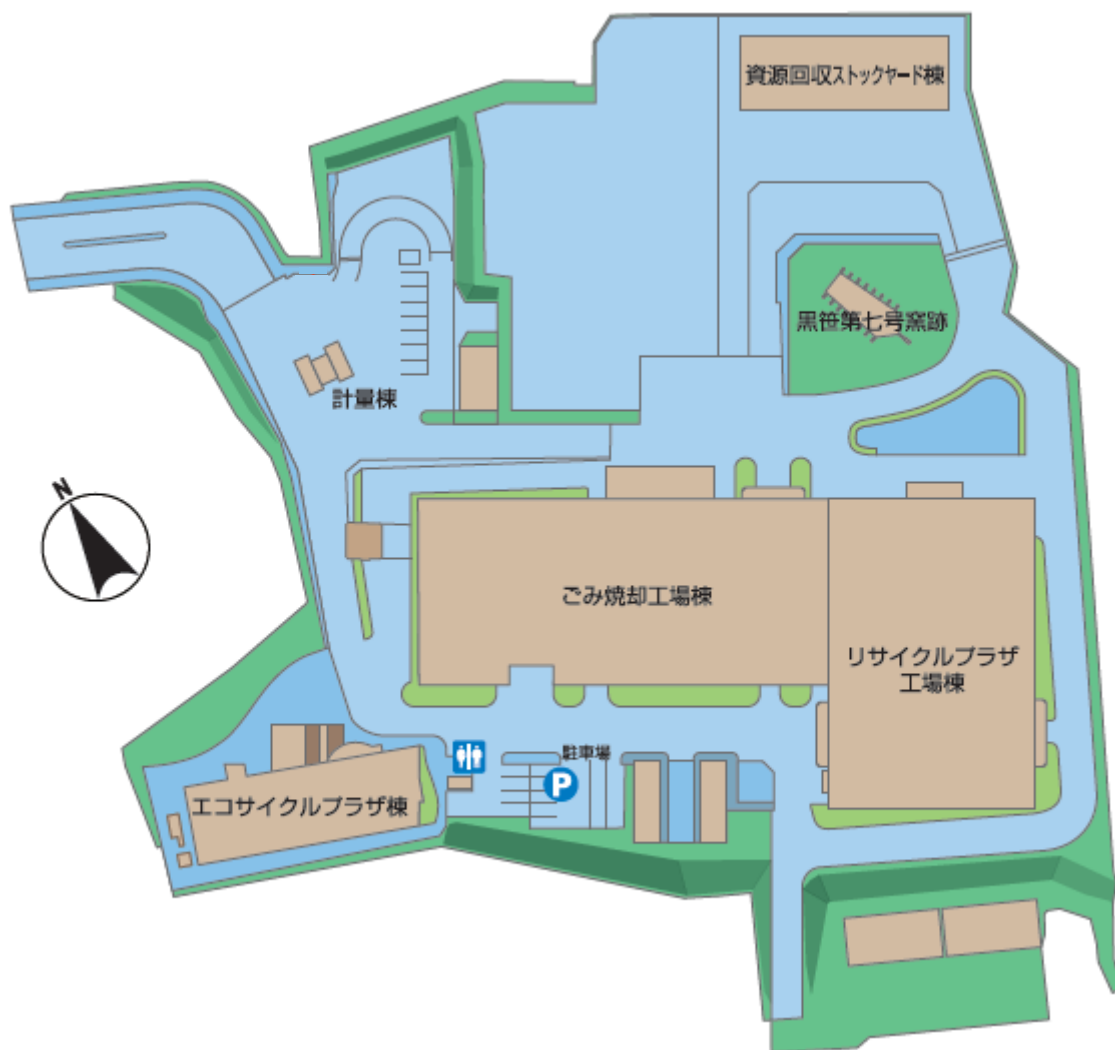 資源回収ストックヤード棟
黒笹第七号窯跡
計量棟
N
ごみ焼却工場棟
リサイクルプラザ
工場棟
駐車場
P
エコサイクルプラザ棟